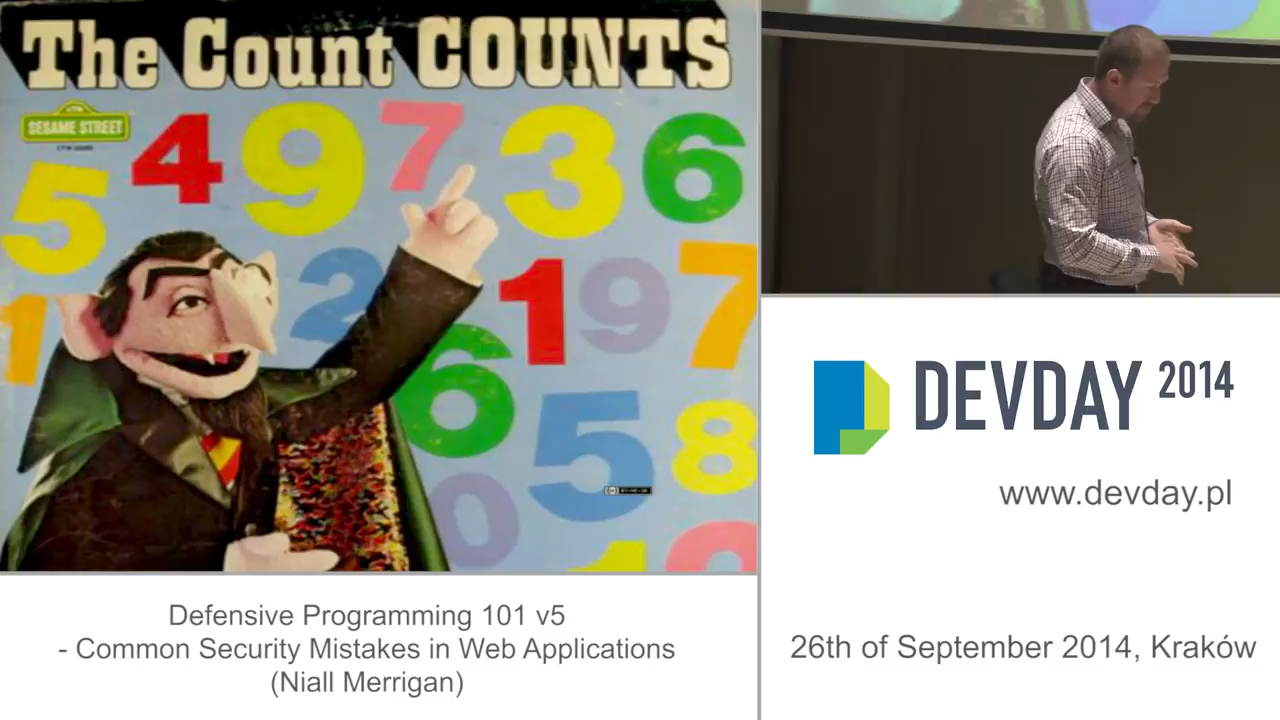 The Count COUNTS
SESAME STREET
4 9 7 3 6
5
2 1 9 7
1
6 5 8
0
1
DEVDAY 2014
www.devday.pl
Defensive Programming 101 v5
- Common Security Mistakes in Web Applications
(Niall Merrigan)
26th of September 2014, Kraków